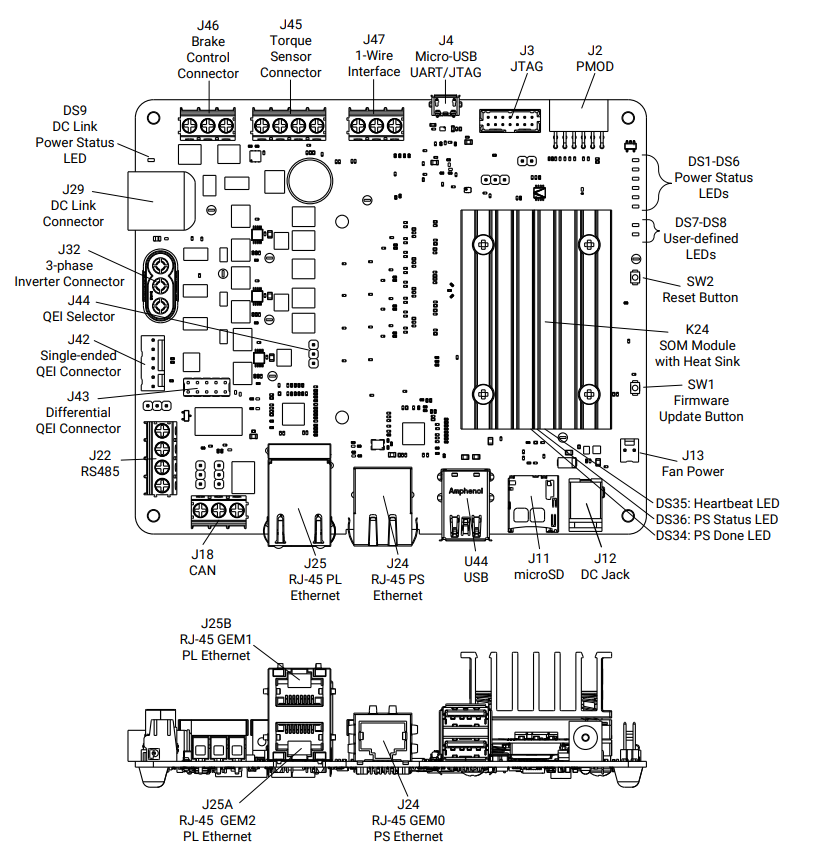 J46
Brake
Control
Connector
J45
Torque
Sensor
Connector
J47
1-Wire
Interface
J4
Micro-USB
UART/JTAG
J3
JTAG
J2
PMOD
DS9
DC Link
Power Status
LED
J29
DC Link
Connector
J32
3-phase
Inverter Connector
J44
QEI Selector
J42
Single-ended
QEI Connector
J43
Differential
QEI Connector
J22
RS485
J18
CAN
DS1-DS6
Power Status
LEDs
DS7-DS8
User-defined
LEDs
SW2
Reset Button
K24
SOM Module
with Heat Sink
SW1
Firmware
Update Button
J13
Fan Power
DS35: Heartbeat LED
DS36: PS Status LED
DS34: PS Done LED
Amphenol
J25
RJ-45 PL
Ethernet
J24
RJ-45 PS
Ethernet
U44
USB
J11
microSD
J12
DC Jack
J25B
RJ-45 GEM1
PL Ethernet
J25A
RJ-45 GEM2
PL Ethernet
J24
RJ-45 GEM0
PS Ethernet